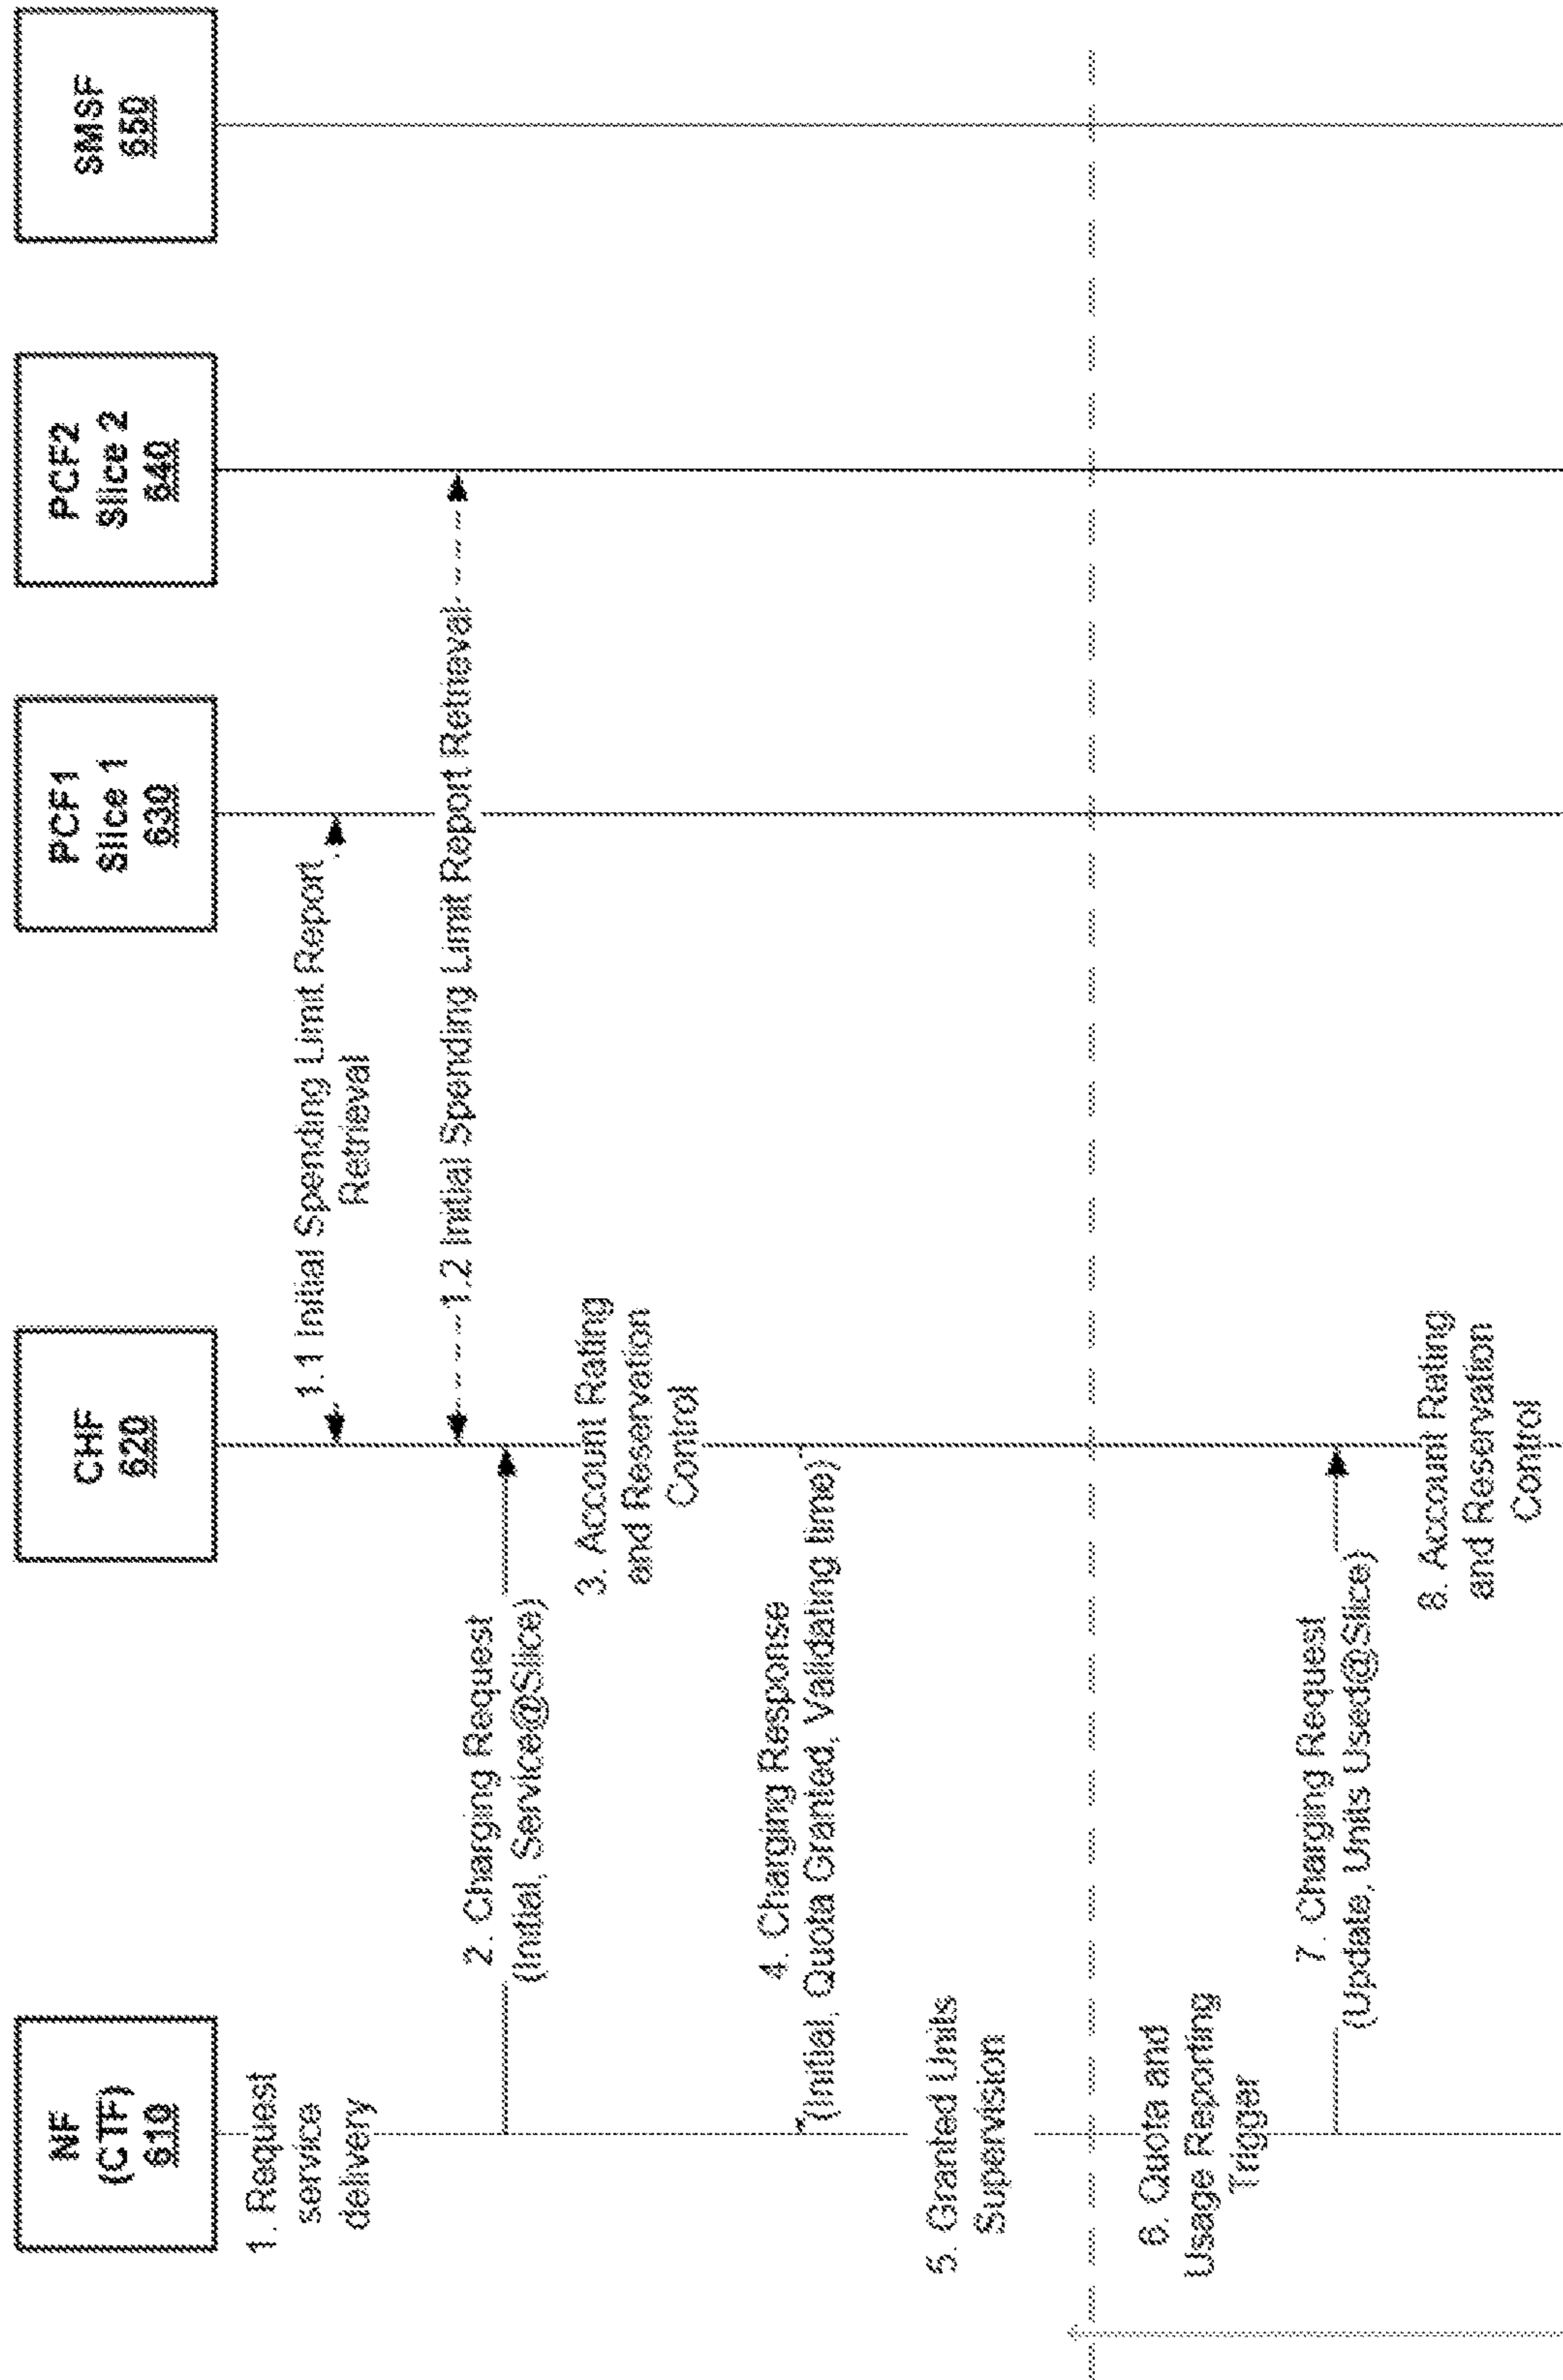 NF
(CTF)
610
CHF
620
PCF1
Slice 1
630
PCF2
Slice 2
640
SMSF
650
1. Request
service
delivery
1.1 Initial Spending Limit Report
Retrieval
1.2 Initial Spending Limit Report Retrieval
2. Charging Request
(Initial, Service@Slice)
3. Account Rating
and Reservation
Control
4. Charging Response
(Initial, Quota Granted, Validating time)
5. Granted Units
Supervision
6. Quota and
Usage Reporting
Trigger
7. Charging Request
(Update, Units Used@Slice)
8. Account Rating
and Reservation
Control